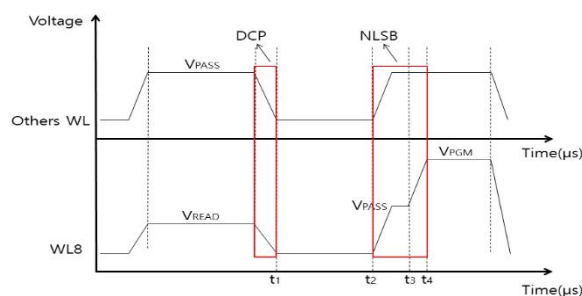 Voltage
DCP
NLSB
VPASS
Others WL
Time(μs)
VPGM
VPASS
VREAD
WL8
t1
t2
t3
t4
Time(μs)